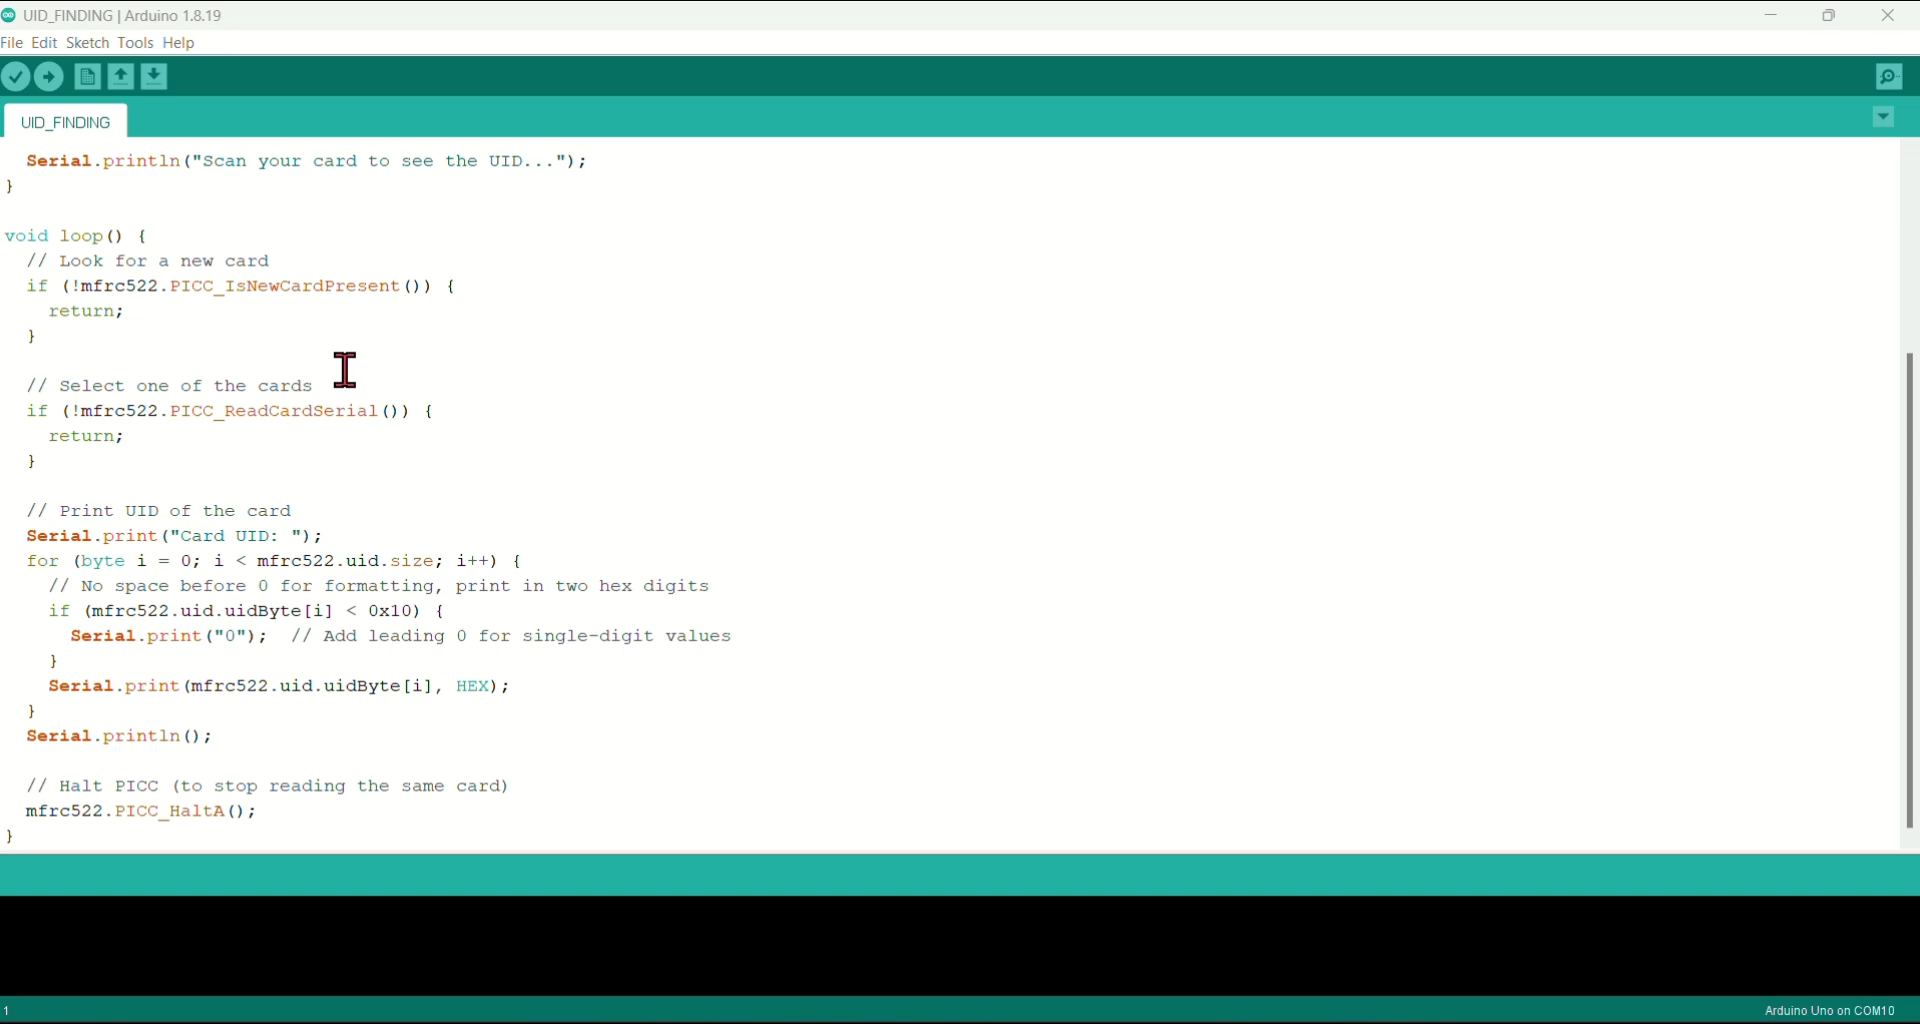 UID_FINDING | Arduino 1.8.19
File Edit Sketch Tools Help
UID_FINDING
Serial.println("Scan your card to see the UID...");
}
void loop() {
// Look for a new card
if (!mfrc522.PICC_IsNewCardPresent()) {
return;
}
// Select one of the cards
if (!mfrc522.PICC_ReadCardSerial()) {
return;
}
// Print UID of the card
Serial.print("Card UID: ");
for (byte i = 0; i < mfrc522.uid.size; i++) {
// No space before 0 for formatting, print in two hex digits
if (mfrc522.uid.uidByte[i] < 0x10) {
Serial.print("0"); // Add leading 0 for single-digit values
}
Serial.print(mfrc522.uid.uidByte[i], HEX);
}
Serial.println();
// Halt PICC (to stop reading the same card)
mfrc522.PICC_HaltA();
}
1
Arduino Uno on COM10